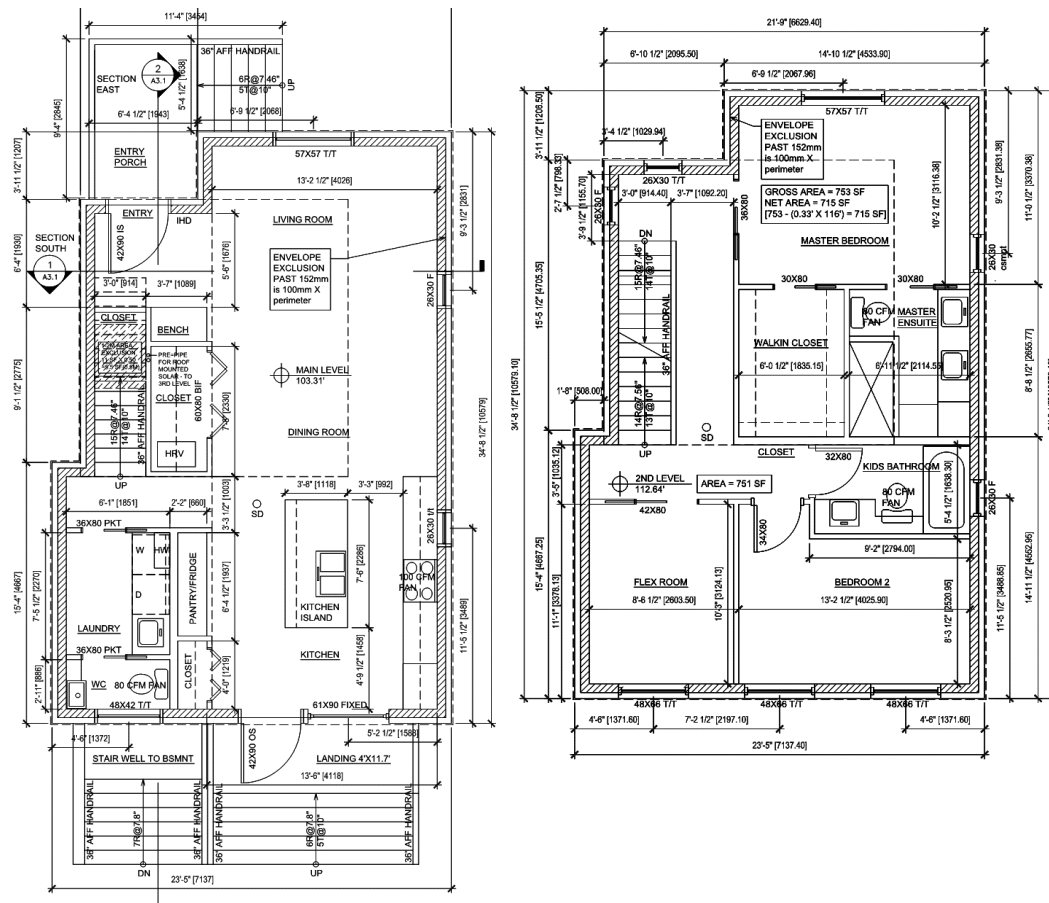 11'-4" [3454]
36" AFF HANDRAIL
2
A3.1
SECTION
EAST
5'-4 1/2" [1638]
6R@7.46"
5T@10"
UP
6'-4 1/2" [1943]
6'-9 1/2" [2068]
9'-4" [2845]
3'-11 1/2" [1207]
ENTRY
PORCH
57X57 T/T
13'-2 1/2" [4026]
9'-3 1/2" [2831]
ENTRY
IHD
42X90 IS
LIVING ROOM
6'-4" [1930]
SECTION
SOUTH
1
A3.1
5'-6" [1676]
ENVELOPE
EXCLUSION
PAST 152mm
is 100mm X
perimeter
26X30 F
3'-0" [914]
3'-7" [1089]
CLOSET
BENCH
PRE-PIPE
FOR ROOF
MOUNTED
SOLAR - TO
3RD LEVEL
CLOSET
60X80 BIF
MAIN LEVEL
103.31'
9'-1 1/2" [2775]
15R@7.46"
14T@10"
36" AFF HANDRAIL
HRV
DINING ROOM
34'-8 1/2" [10579]
UP
6'-1" [1851]
2'-2" [660]
3'-3 1/2" [1003]
3'-8" [1118]
3'-3" [992]
SD
36X80 PKT
W
HW
D
26X30 t/t
PANTRY/FRIDGE
6'-4 1/2" [1937]
7'-6" [2286]
100 CFM
FAN
KITCHEN
ISLAND
15'-4" [4667]
7'-5 1/2" [2270]
LAUNDRY
36X80 PKT
KITCHEN
4'-9 1/2" [1458]
11'-5 1/2" [3489]
2'-11" [886]
WC
80 CFM FAN
CLOSET
4'-0" [1219]
48X42 T/T
61X90 FIXED
4'-6" [1372]
5'-2 1/2" [1588]
42X90 OS
STAIR WELL TO BSMNT
LANDING 4'X11.7'
13'-6" [4118]
36" AFF HANDRAIL
7R@7.8"
36" AFF HANDRAIL
36" AFF HANDRAIL
6R@7.8"
5T@10"
36" AFF HANDRAIL
DN
UP
23'-5" [7137]
21'-9" [6629.40]
6'-10 1/2" [2095.50]
14'-10 1/2" [4533.90]
6'-9 1/2" [2067.96]
57X57 T/T
3'-11 1/2" [1206.50]
3'-4 1/2" [1029.94]
ENVELOPE
EXCLUSION
PAST 152mm
is 100mm X
perimeter
26X30 T/T
2'-7 1/2" [798.83]
3'-9 1/2" [1155.70]
26X30 F
3'-0" [914.40]
3'-7" [1092.20]
36X80
GROSS AREA = 753 SF
NET AREA = 715 SF
[753 - (0.33' X 116') = 715 SF]
10'-2 1/2" [3116.38]
9'-3 1/2" [2831.38]
11'-0 1/2" [3370.38]
DN
MASTER BEDROOM
26X30
csmnt
15R@7.46"
14T@10"
30X80
30X80
80 CFM
FAN
MASTER
ENSUITE
15'-5 1/2" [4705.35]
36" AFF HANDRAIL
WALKIN CLOSET
6'-0 1/2" [1835.15]
6'-11 1/2" [2114.55]
8'-8 1/2" [2655.77]
34'-8 1/2" [10579.10]
1'-8" [508.00]
14R@7.56"
13T@10"
UP
SD
CLOSET
32X80
KIDS BATHROOM
3'-5" [1035.12]
2ND LEVEL
112.64'
AREA = 751 SF
42X80
80 CFM
FAN
5'-4 1/2" [1638.30]
26X30 F
34X80
9'-2" [2794.00]
15'-4" [4667.25]
11'-1" [3378.13]
FLEX ROOM
8'-6 1/2" [2603.50]
10'-3" [3124.13]
BEDROOM 2
13'-2 1/2" [4025.90]
8'-3 1/2" [2520.95]
11'-5 1/2" [3488.85]
14'-11 1/2" [4552.95]
48X66 T/T
48X66 T/T
48X66 T/T
4'-6" [1371.60]
7'-2 1/2" [2197.10]
4'-6" [1371.60]
23'-5" [7137.40]